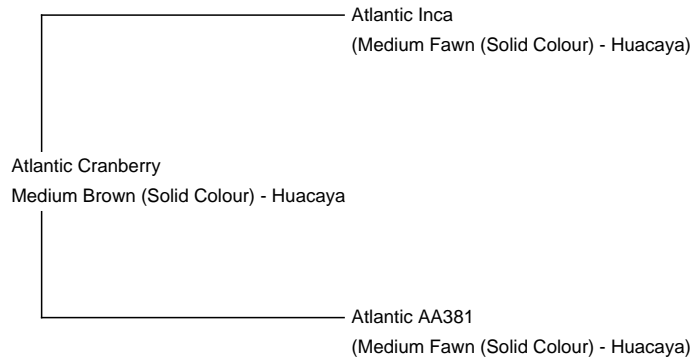 Atlantic Inca
(Medium Fawn (Solid Colour) - Huacaya)
Atlantic Cranberry
Medium Brown (Solid Colour) - Huacaya
Atlantic AA381
(Medium Fawn (Solid Colour) - Huacaya)